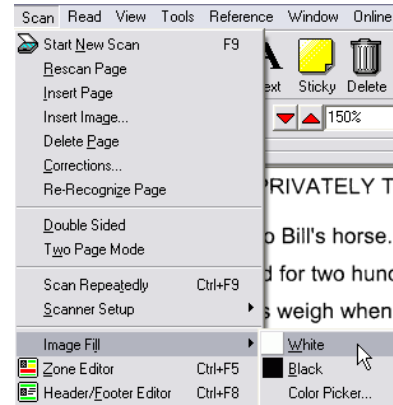 Scan Read View Tools Reference Window Online
Start New Scan F9
Rescan Page
Insert Page
Insert Image...
Delete Page
Corrections...
Re-Recognize Page
Double Sided
Two Page Mode
Scan Repeatedly Ctrl+F9
Scanner Setup
Image Fill
Zone Editor Ctrl+F5
Header/Footer Editor Ctrl+F8
White
Black
Color Picker...
Sticky Delete
150%
PRIVATELY T
o Bill's horse.
d for two hund
s weigh when